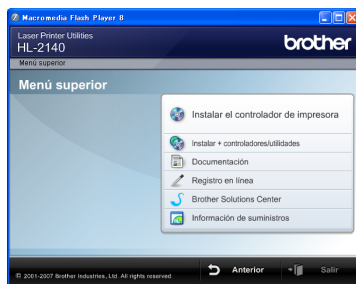 Macromedia Flash Player 8
Laser Printer Utilities
HL-2140
brother
Menú superior
Menú superior
Instalar el controlador de impresora
Instalar + controladores/utilidades
Documentación
Registro en línea
Brother Solutions Center
Información de suministros
© 2001-2007 Brother Industries, Ltd. All rights reserved.
Anterior
Salir